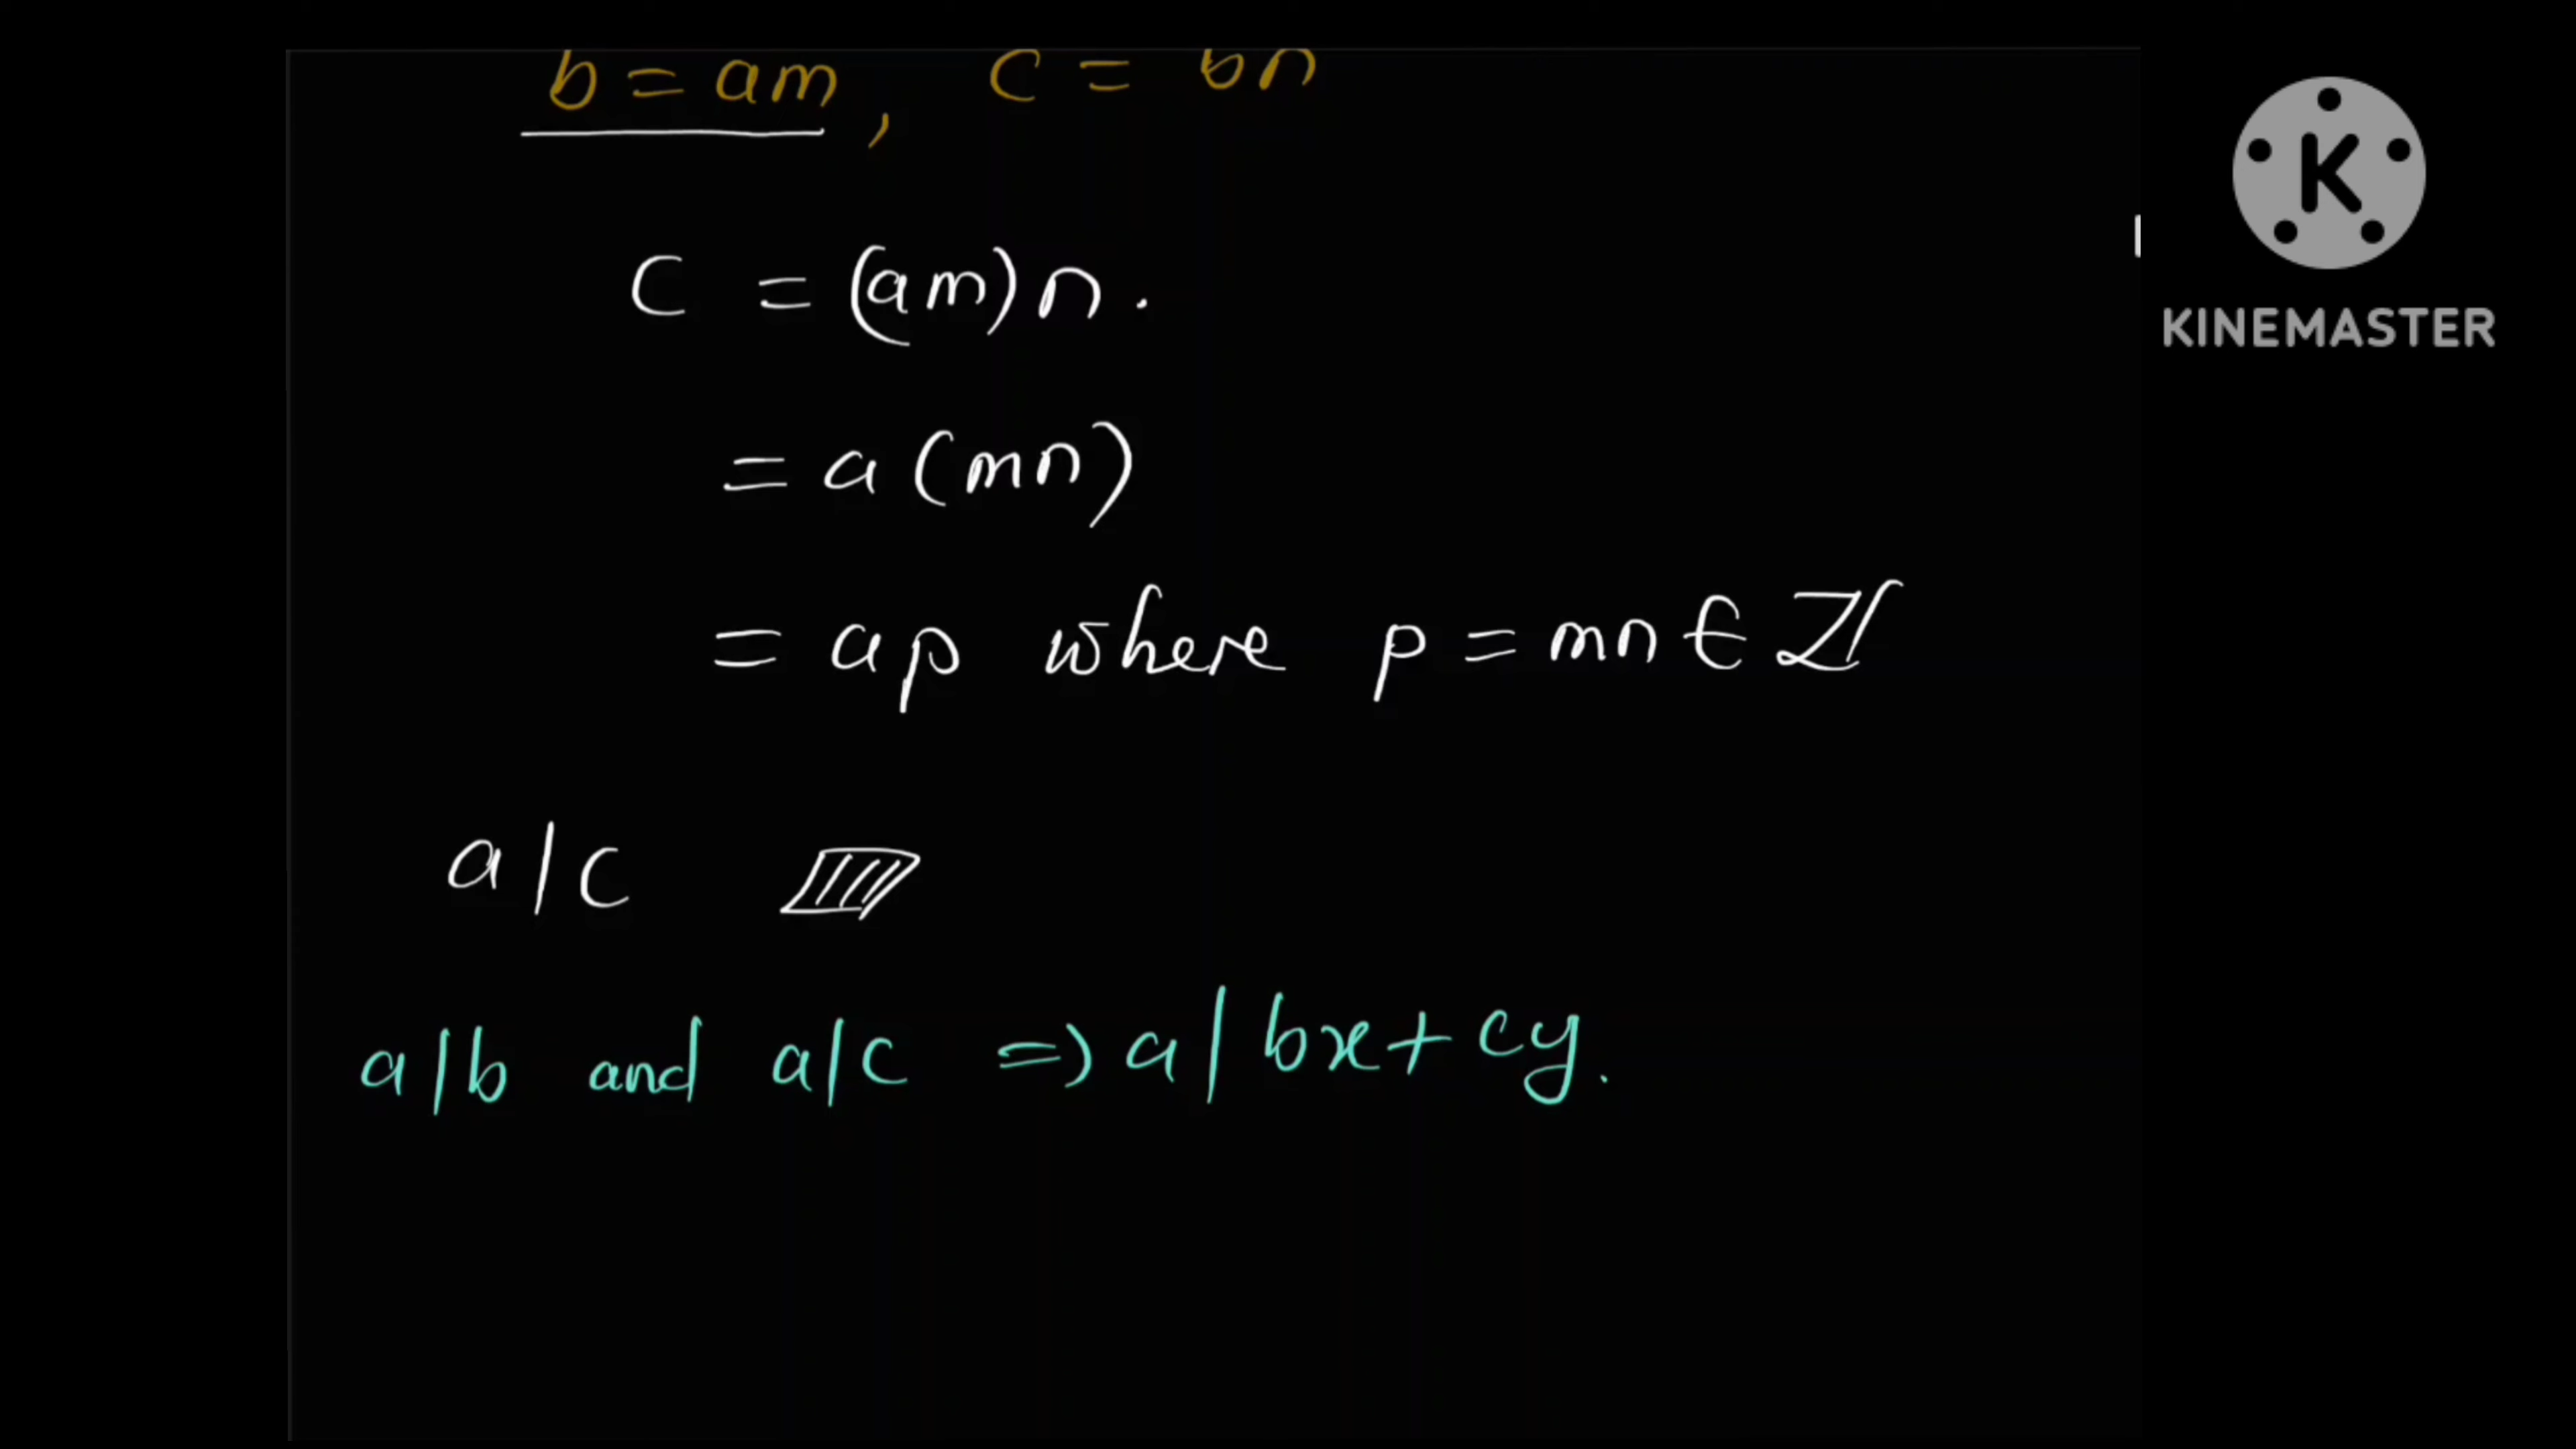 b = am, c = bn
C = (am)n.
= a(mn)
= ap where p = mn ∈ ℤ
a|c
a|b and a|c ⇒ a|bx+cy.
K
KINEMASTER